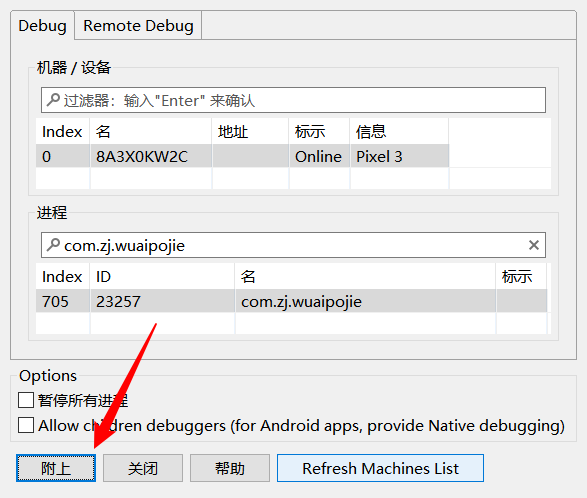 Debug Remote Debug
机器 / 设备
过滤器：输入"Enter" 来确认
Index 名 地址 标示 信息
0 8A3X0KW2C Online Pixel 3
进程
com.zj.wuaipojie
Index ID 名 标示
705 23257 com.zj.wuaipojie
Options
暂停所有进程
Allow children debuggers (for Android apps, provide Native debugging)
附上 关闭 帮助 Refresh Machines List